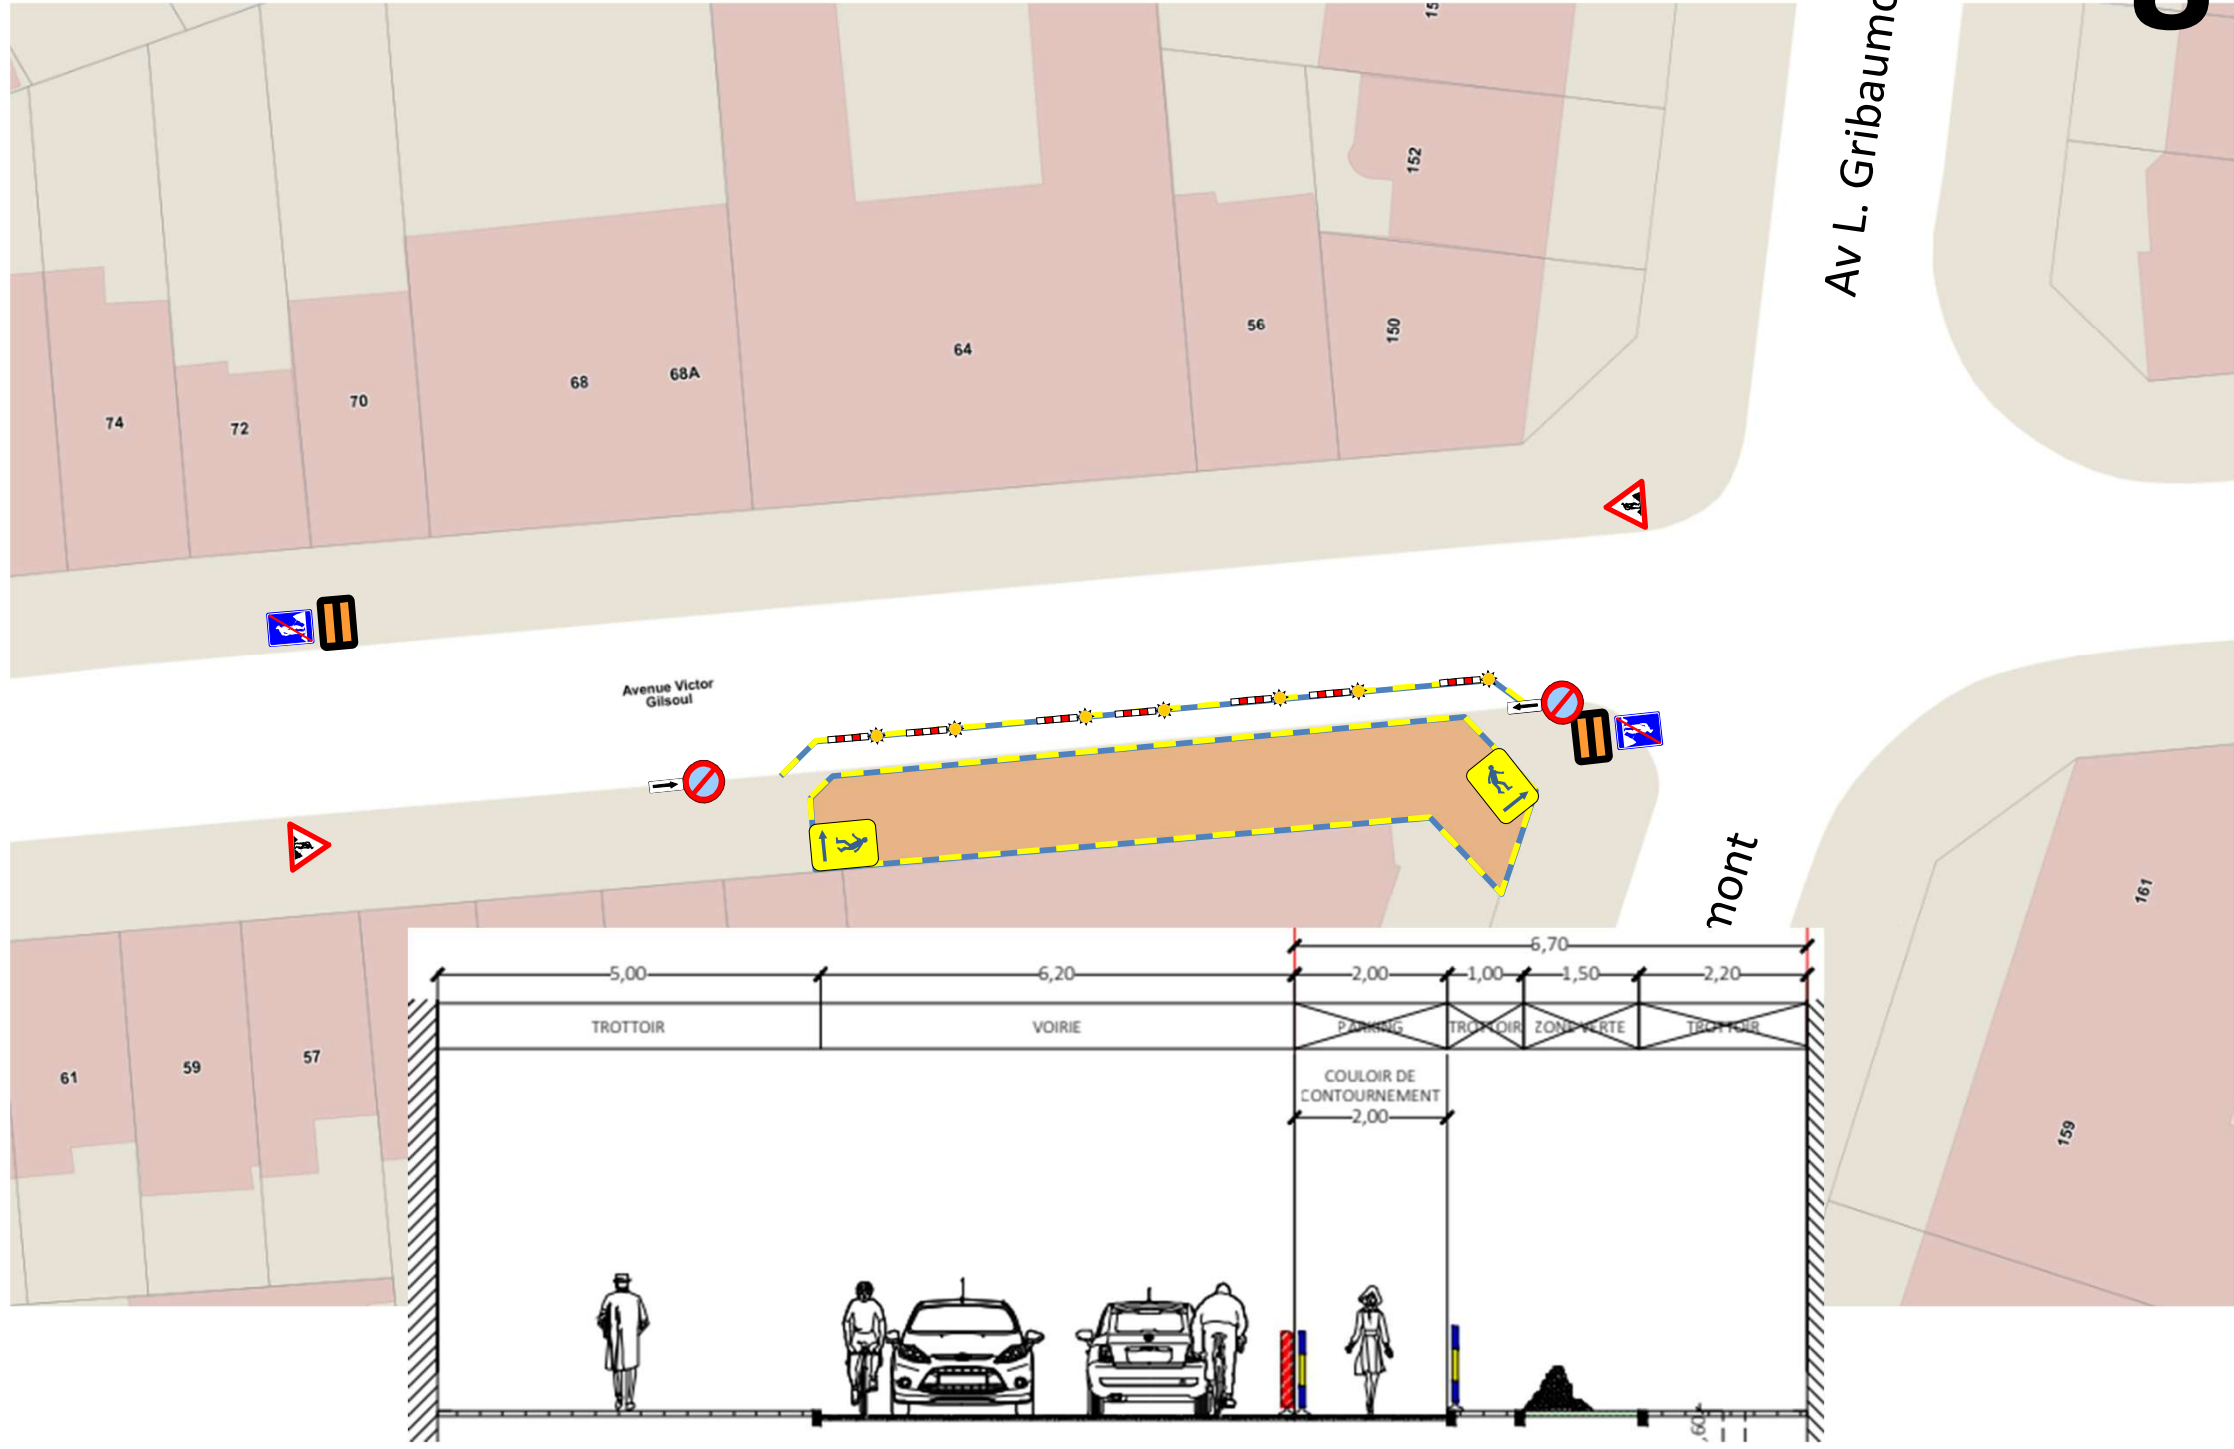 Av L. Gribaumo
152
150
56
64
68
68A
70
72
74
Avenue Victor
Gilsoul
mont
161
159
61
59
57
6,70
5,00
6,20
2,00
1,00
1,50
2,20
TROTTOIR
VOIRIE
PARKING
TROTTOIR
ZONE VERTE
TROTTOIR
COULOIR DE
CONTOURNEMENT
2,00